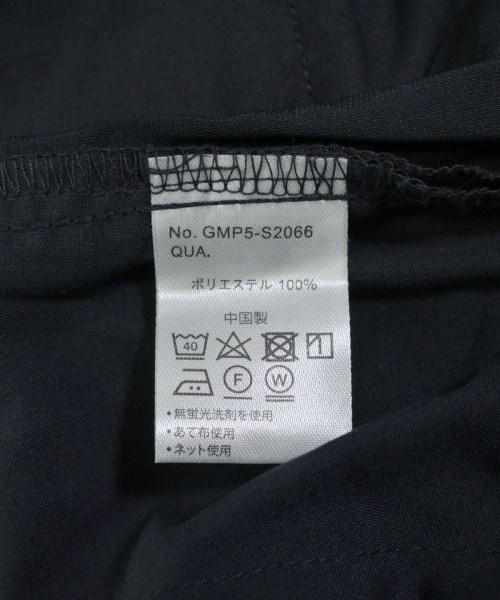 No. GMP5-S2066
QUA.
ポリエステル 100%
中国製
40
F W
•無蛍光洗剤を使用
•あて布使用
•ネット使用